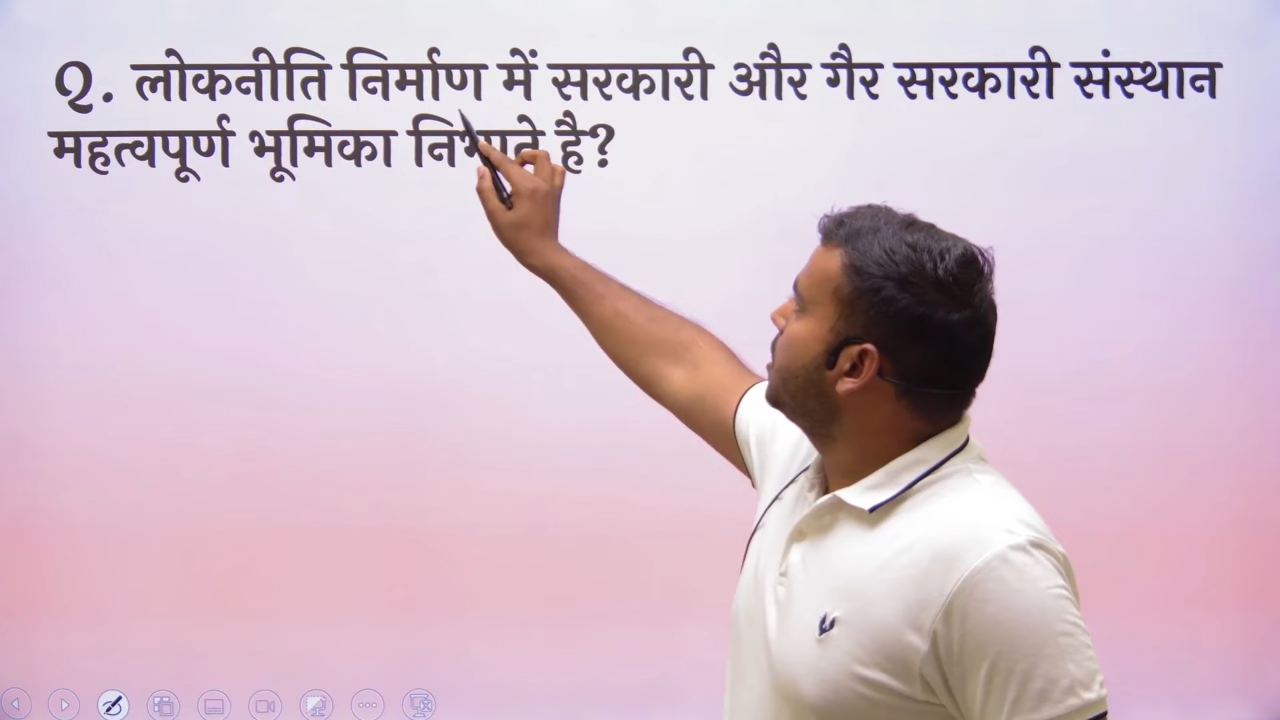 Q. लोकनीति निर्माण में सरकारी और गैर सरकारी संस्थान
महत्वपूर्ण भूमिका निभाते है?